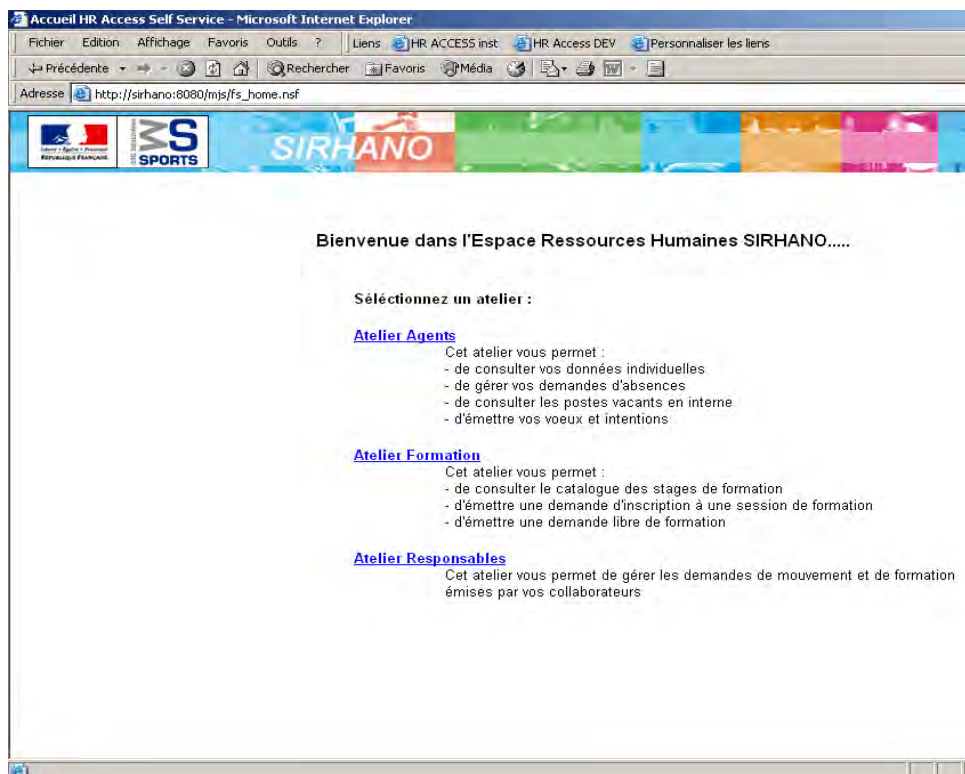 Accueil HR Access Self Service - Microsoft Internet Explorer
Fichier Edition Affichage Favoris Outils ? Liens HR ACCESS inst HR Access DEV Personnaliser les liens
Précédente Rechercher Favoris Média
Adresse http://sirhano:8080/mjs/fs_home.nsf
Liberté • Égalité • Fraternité
RÉPUBLIQUE FRANÇAISE
SPORTS
SIRHANO
Bienvenue dans l'Espace Ressources Humaines SIRHANO.....
Séléctionnez un atelier :
Atelier Agents
Cet atelier vous permet :
- de consulter vos données individuelles
- de gérer vos demandes d'absences
- de consulter les postes vacants en interne
- d'émettre vos voeux et intentions
Atelier Formation
Cet atelier vous permet :
- de consulter le catalogue des stages de formation
- d'émettre une demande d'inscription à une session de formation
- d'émettre une demande libre de formation
Atelier Responsables
Cet atelier vous permet de gérer les demandes de mouvement et de formation
émises par vos collaborateurs